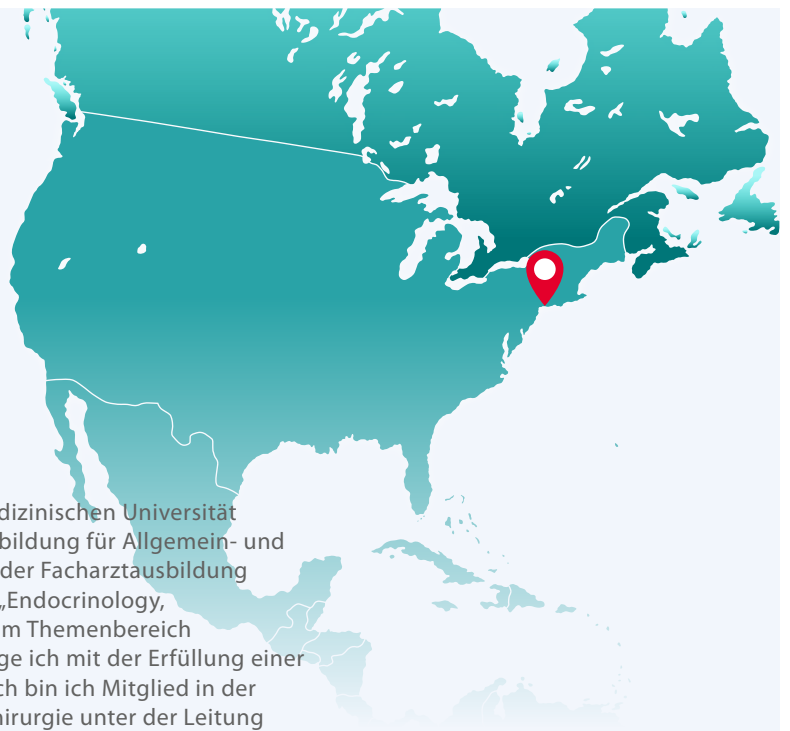 dizinischen Universität
bildung für Allgemein- und
der Facharztausbildung
„Endocrinology,
m Themenbereich
ge ich mit der Erfüllung einer
ch bin ich Mitglied in der
hirurgie unter der Leitung